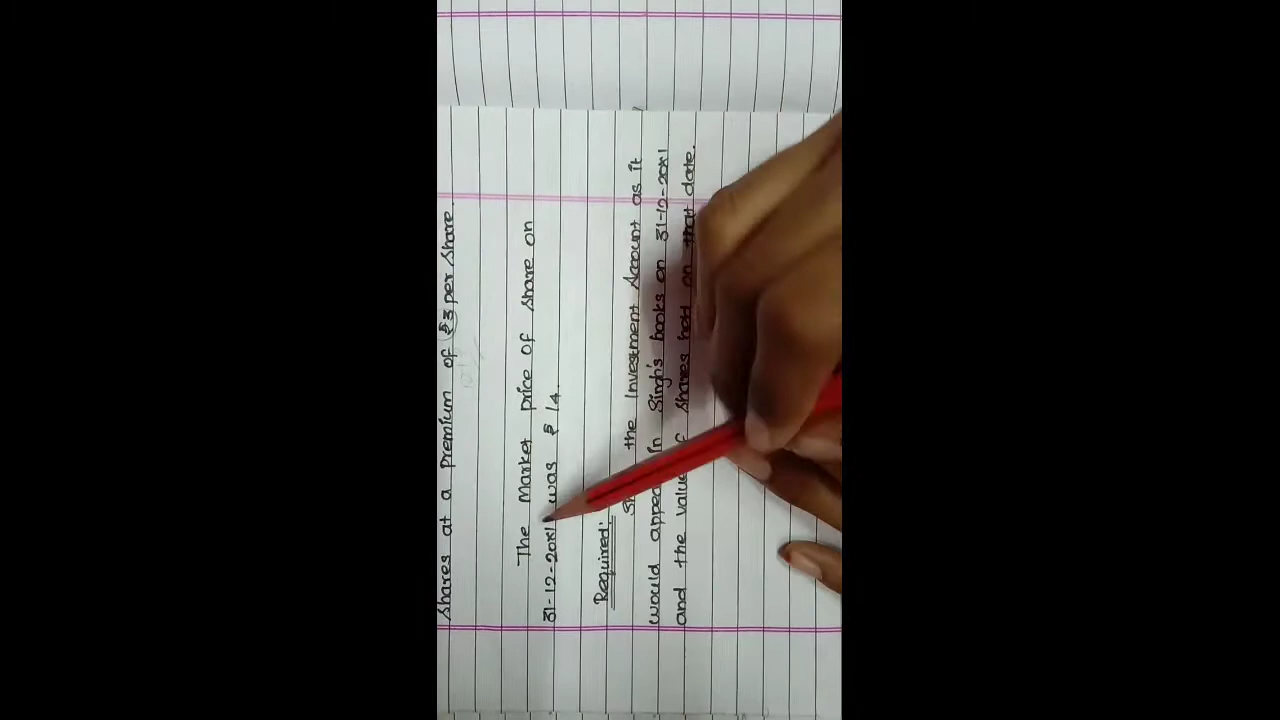 shares at a premium of ₹3 per share.
The Market price of share on
31-12-20x1 was ₹ 14.
Required:
the Investment Account as it
would appear in Singh's books on 31-12-20x1
and the value of shares held on that date.